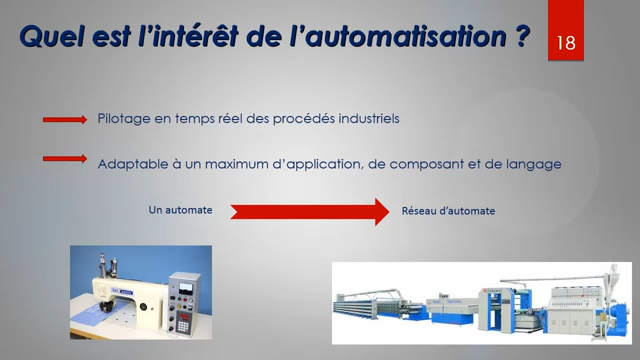 Quel est l'intérêt de l'automatisation ?
18
Pilotage en temps réel des procédés industriels
Adaptable à un maximum d'application, de composant et de langage
Un automate
Réseau d'automate